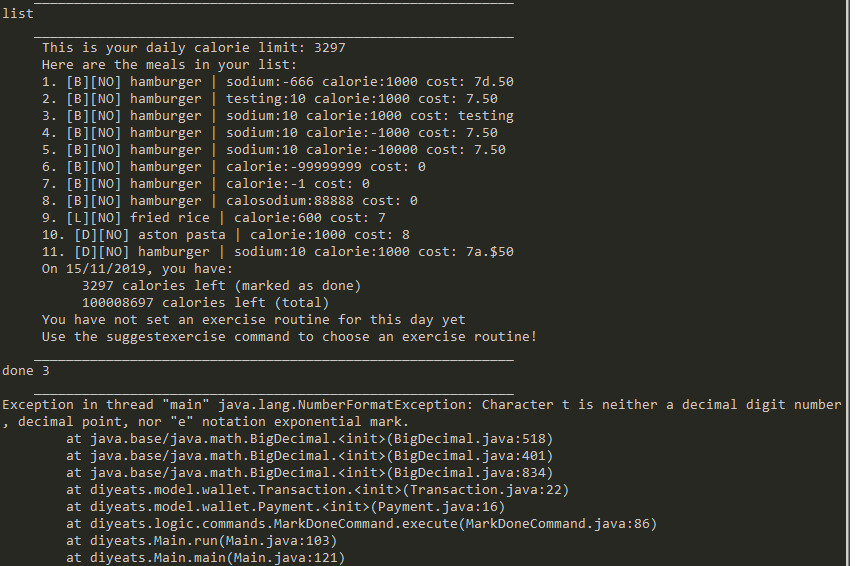 list
This is your daily calorie limit: 3297
Here are the meals in your list:
1. [B][NO] hamburger | sodium:-666 calorie:1000 cost: 7d.50
2. [B][NO] hamburger | testing:10 calorie:1000 cost: 7.50
3. [B][NO] hamburger | sodium:10 calorie:1000 cost: testing
4. [B][NO] hamburger | sodium:10 calorie:-1000 cost: 7.50
5. [B][NO] hamburger | sodium:10 calorie:-10000 cost: 7.50
6. [B][NO] hamburger | calorie:-99999999 cost: 0
7. [B][NO] hamburger | calorie:-1 cost: 0
8. [B][NO] hamburger | calosodium:88888 cost: 0
9. [L][NO] fried rice | calorie:600 cost: 7
10. [D][NO] aston pasta | calorie:1000 cost: 8
11. [D][NO] hamburger | sodium:10 calorie:1000 cost: 7a.$50
On 15/11/2019, you have:
3297 calories left (marked as done)
100008697 calories left (total)
You have not set an exercise routine for this day yet
Use the suggestexercise command to choose an exercise routine!
done 3
Exception in thread "main" java.lang.NumberFormatException: Character t is neither a decimal digit number
, decimal point, nor "e" notation exponential mark.
at java.base/java.math.BigDecimal.<init>(BigDecimal.java:518)
at java.base/java.math.BigDecimal.<init>(BigDecimal.java:401)
at java.base/java.math.BigDecimal.<init>(BigDecimal.java:834)
at diyeats.model.wallet.Transaction.<init>(Transaction.java:22)
at diyeats.model.wallet.Payment.<init>(Payment.java:16)
at diyeats.logic.commands.MarkDoneCommand.execute(MarkDoneCommand.java:86)
at diyeats.Main.run(Main.java:103)
at diyeats.Main.main(Main.java:121)